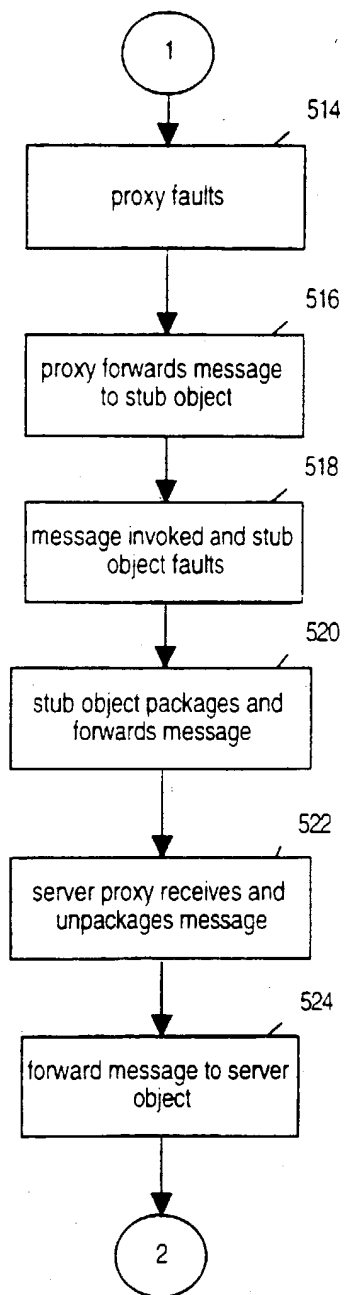 1
514
proxy faults
516
proxy forwards message
to stub object
518
message invoked and stub
object faults
520
stub object packages and
forwards message
522
server proxy receives and
unpackages message
524
forward message to server
object
2